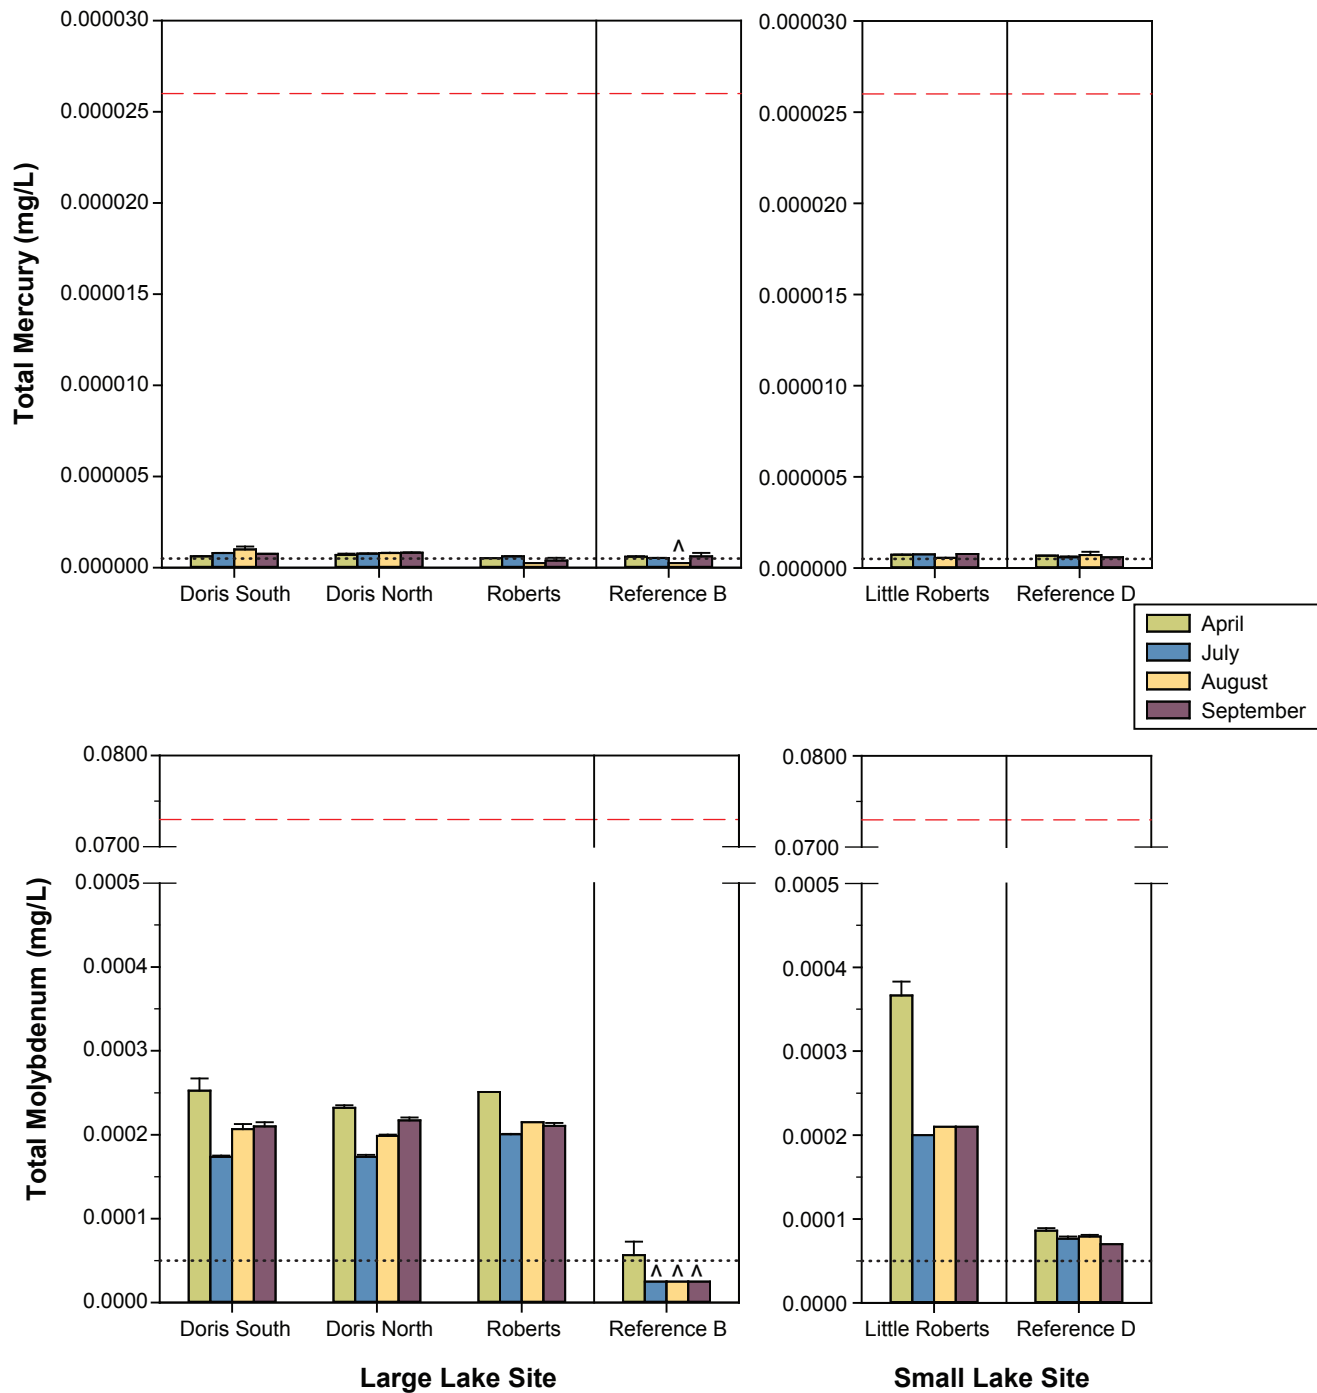 Total Mercury (mg/L)
0.000030
0.000025
0.000020
0.000015
0.000010
0.000005
0.000000
Doris South Doris North Roberts Reference B
^
0.000030
0.000025
0.000020
0.000015
0.000010
0.000005
0.000000
Little Roberts Reference D
April
July
August
September
Total Molybdenum (mg/L)
0.0800
0.0700
0.0005
0.0004
0.0003
0.0002
0.0001
0.0000
^ ^ ^
Doris South Doris North Roberts Reference B
Large Lake Site
0.0800
0.0700
0.0005
0.0004
0.0003
0.0002
0.0001
0.0000
Little Roberts Reference D
Small Lake Site